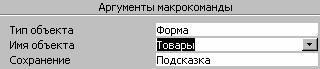 Аргументы макрокоманды
Тип объекта Форма
Имя объекта Товары
Сохранение Подсказка